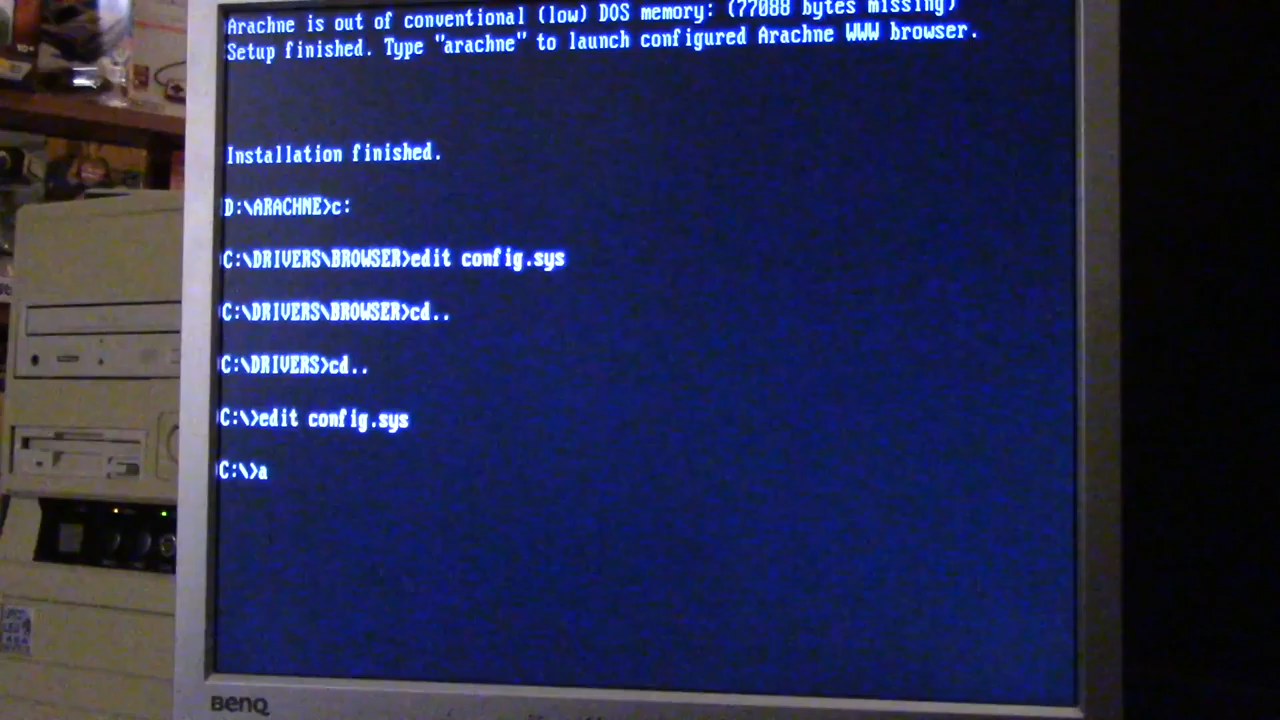 Arachne is out of conventional (low) DOS memory: (77088 bytes missing)
Setup finished. Type "arachne" to launch configured Arachne WWW browser.
Installation finished.
D:\ARACHNE>c:
C:\DRIVERS\BROWSER>edit config.sys
C:\DRIVERS\BROWSER>cd..
C:\DRIVERS>cd..
C:\>edit config.sys
C:\>a
BenQ